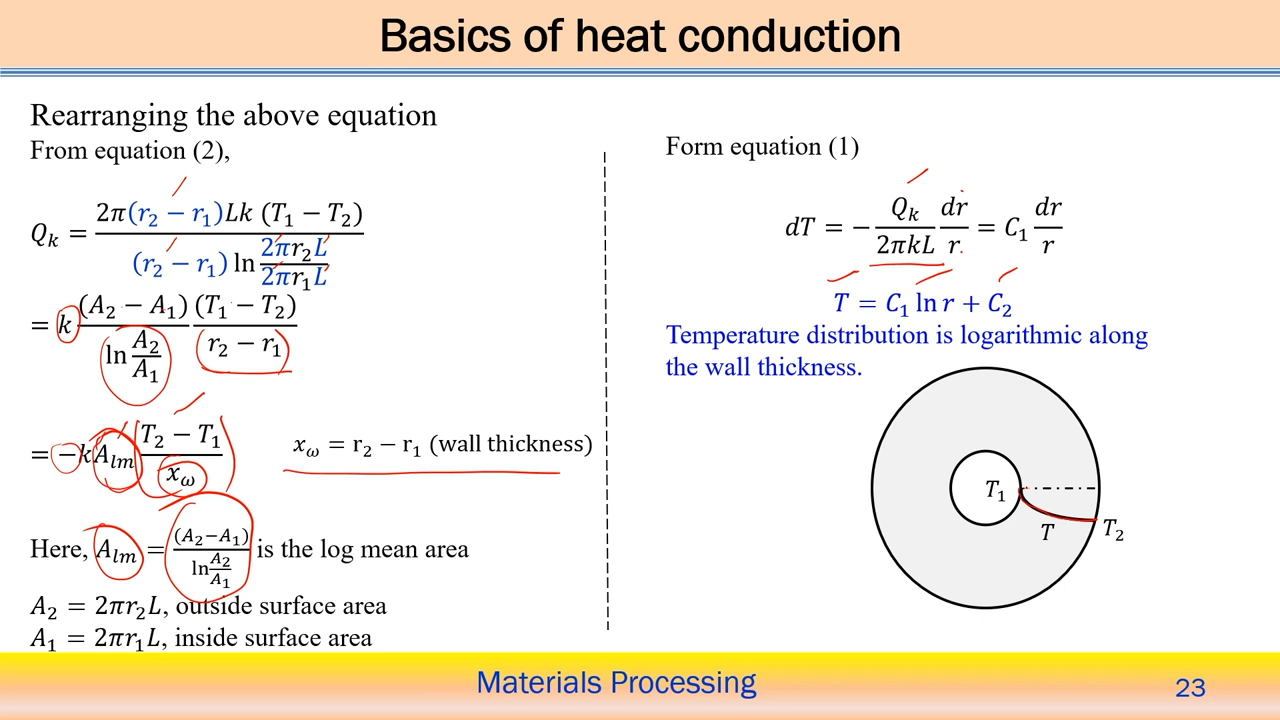 Basics of heat conduction
Rearranging the above equation
From equation (2),
Q_k = 2π(r_2 − r_1)Lk (T_1 − T_2) / (r_2 − r_1) ln (2πr_2L / 2πr_1L)
= k (A_2 − A_1) / ln(A_2 / A_1) (T_1 − T_2) / (r_2 − r_1)
= −kA_lm (T_2 − T_1 / x_ω) x_ω = r_2 − r_1 (wall thickness)
Here, A_lm = (A_2−A_1) / ln(A_2 / A_1) is the log mean area
A_2 = 2πr_2L, outside surface area
A_1 = 2πr_1L, inside surface area
Form equation (1)
dT = − Q_k / 2πkL dr / r = C_1 dr / r
T = C_1 ln r + C_2
Temperature distribution is logarithmic along
the wall thickness.
T_1
T
T_2
Materials Processing
23